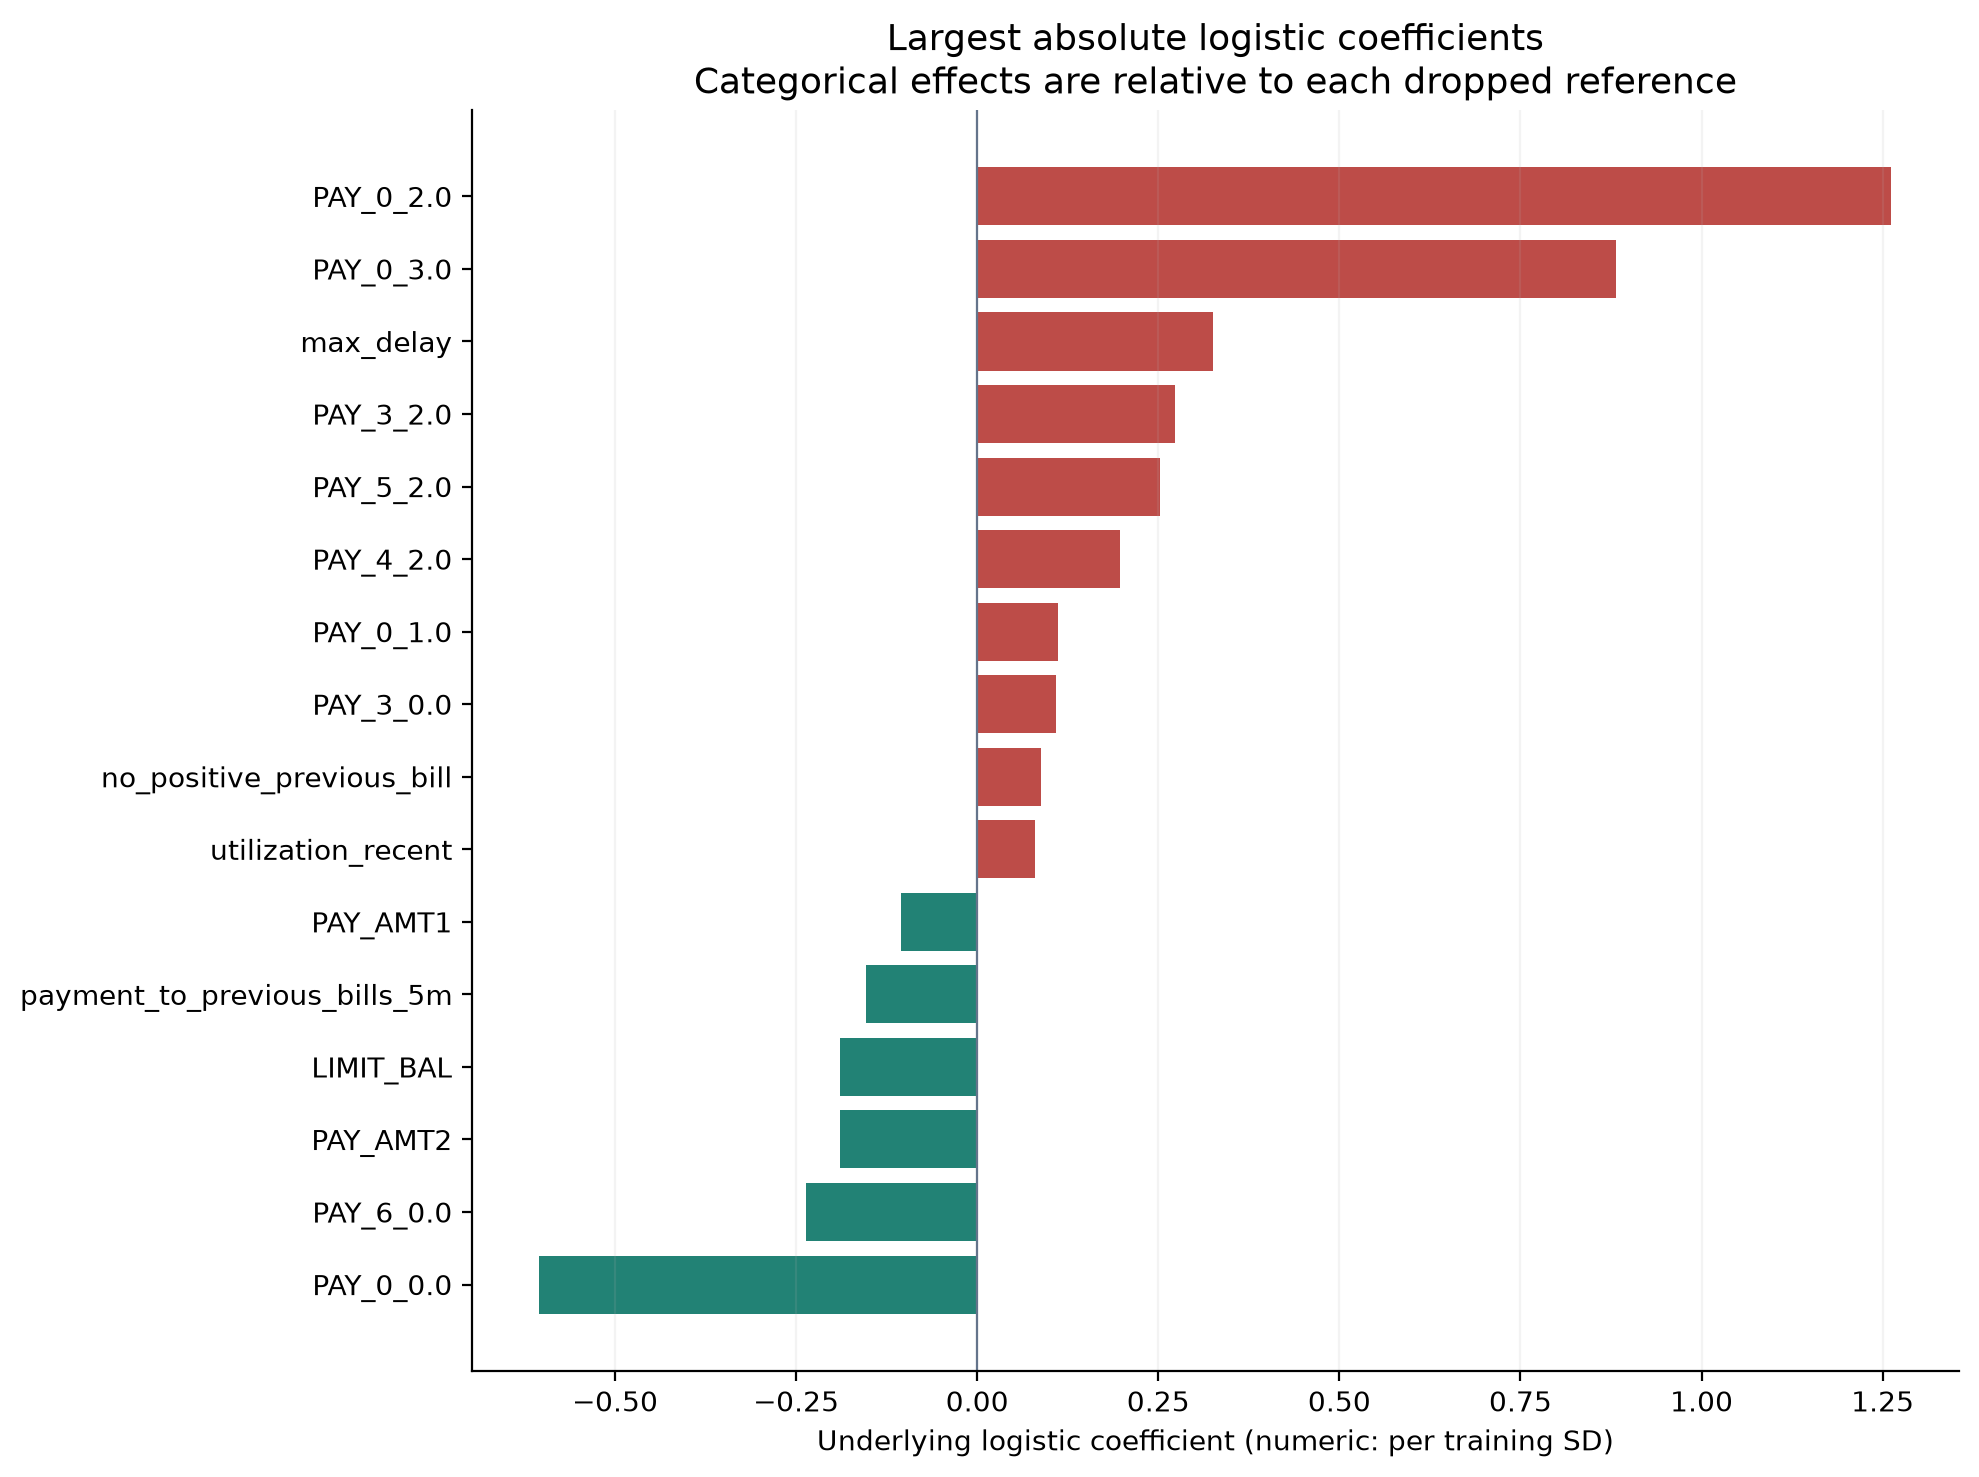 Largest absolute logistic coefficients
Categorical effects are relative to each dropped reference
PAY_0_2.0
PAY_0_3.0
max_delay
PAY_3_2.0
PAY_5_2.0
PAY_4_2.0
PAY_0_1.0
PAY_3_0.0
no_positive_previous_bill
utilization_recent
PAY_AMT1
payment_to_previous_bills_5m
LIMIT_BAL
PAY_AMT2
PAY_6_0.0
PAY_0_0.0
−0.50 −0.25 0.00 0.25 0.50 0.75 1.00 1.25
Underlying logistic coefficient (numeric: per training SD)